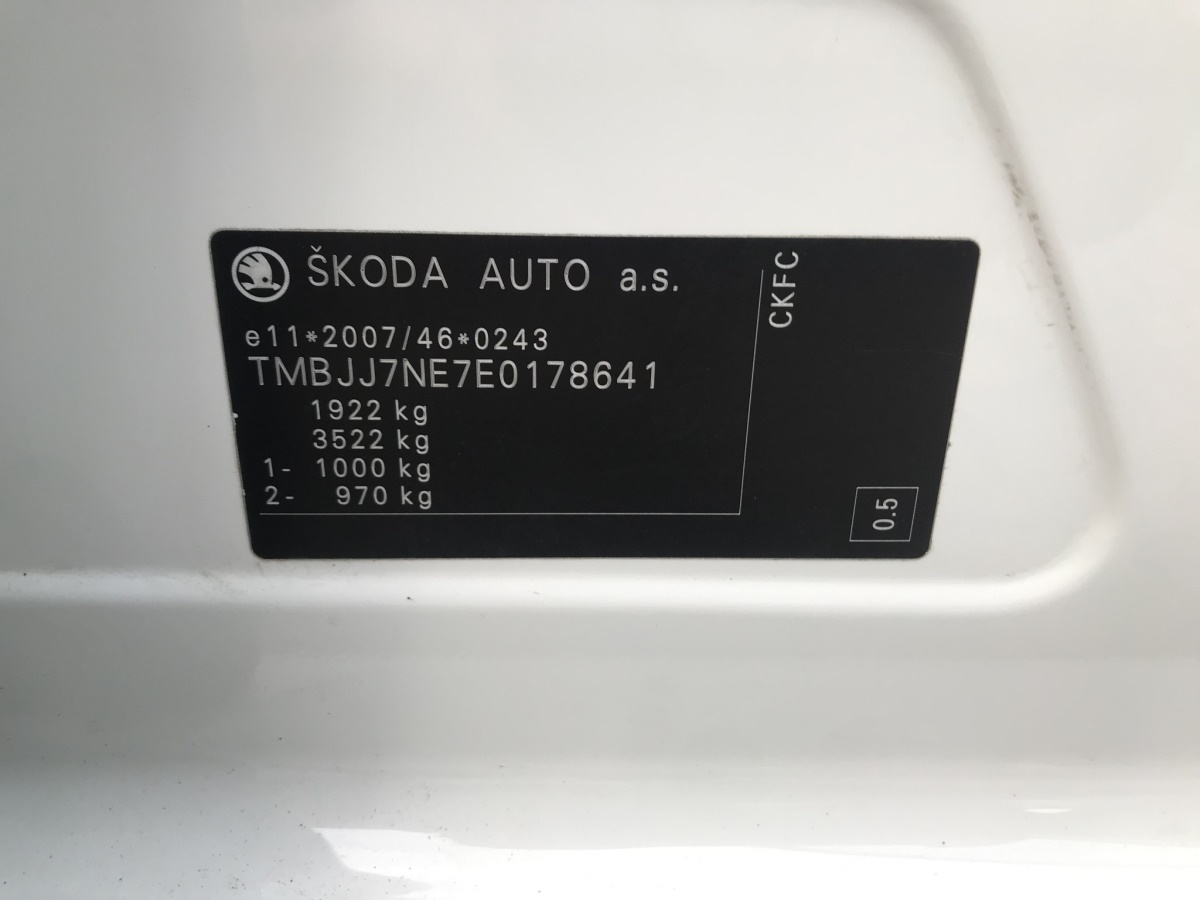 ŠKODA AUTO a.s.
e11*2007/46*0243
TMBJJ7NE7E0178641
1922 kg
3522 kg
1- 1000 kg
2- 970 kg
CKFC
0.5